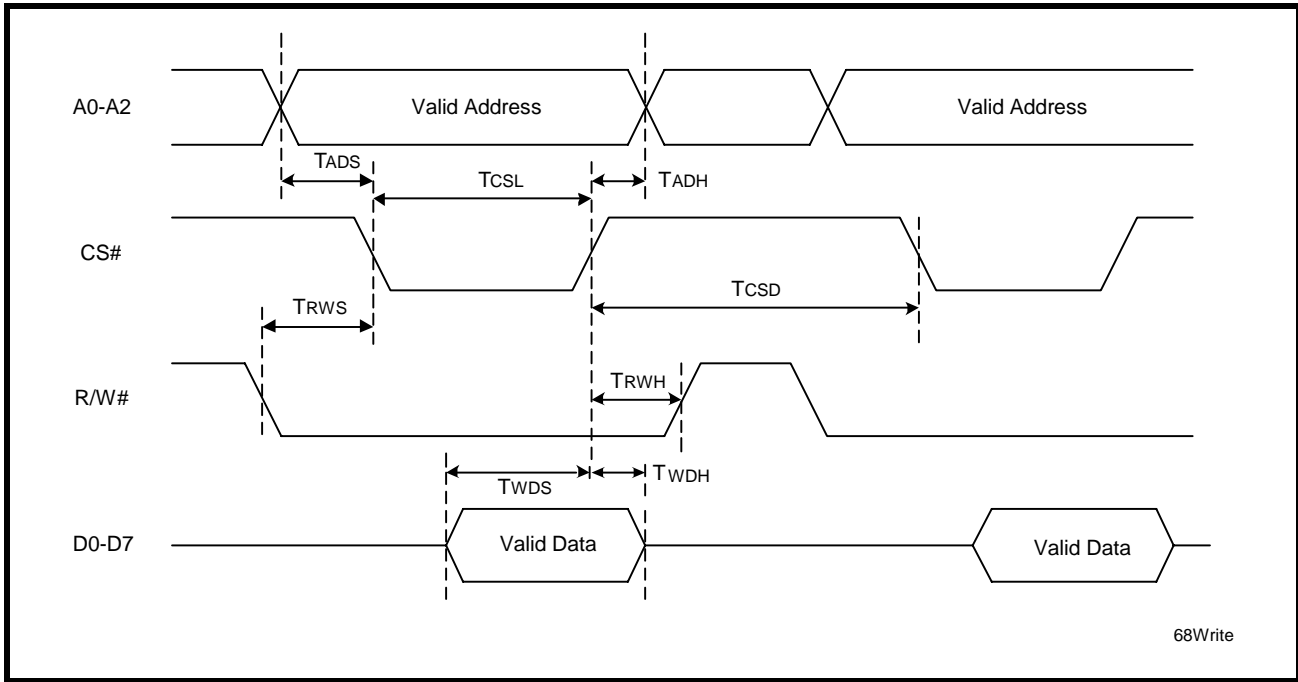 A0-A2
Valid Address
Valid Address
TADS
TCSL
TADH
CS#
TCSD
TRWS
R/W#
TRWH
TWDS
TWDH
D0-D7
Valid Data
Valid Data
68Write